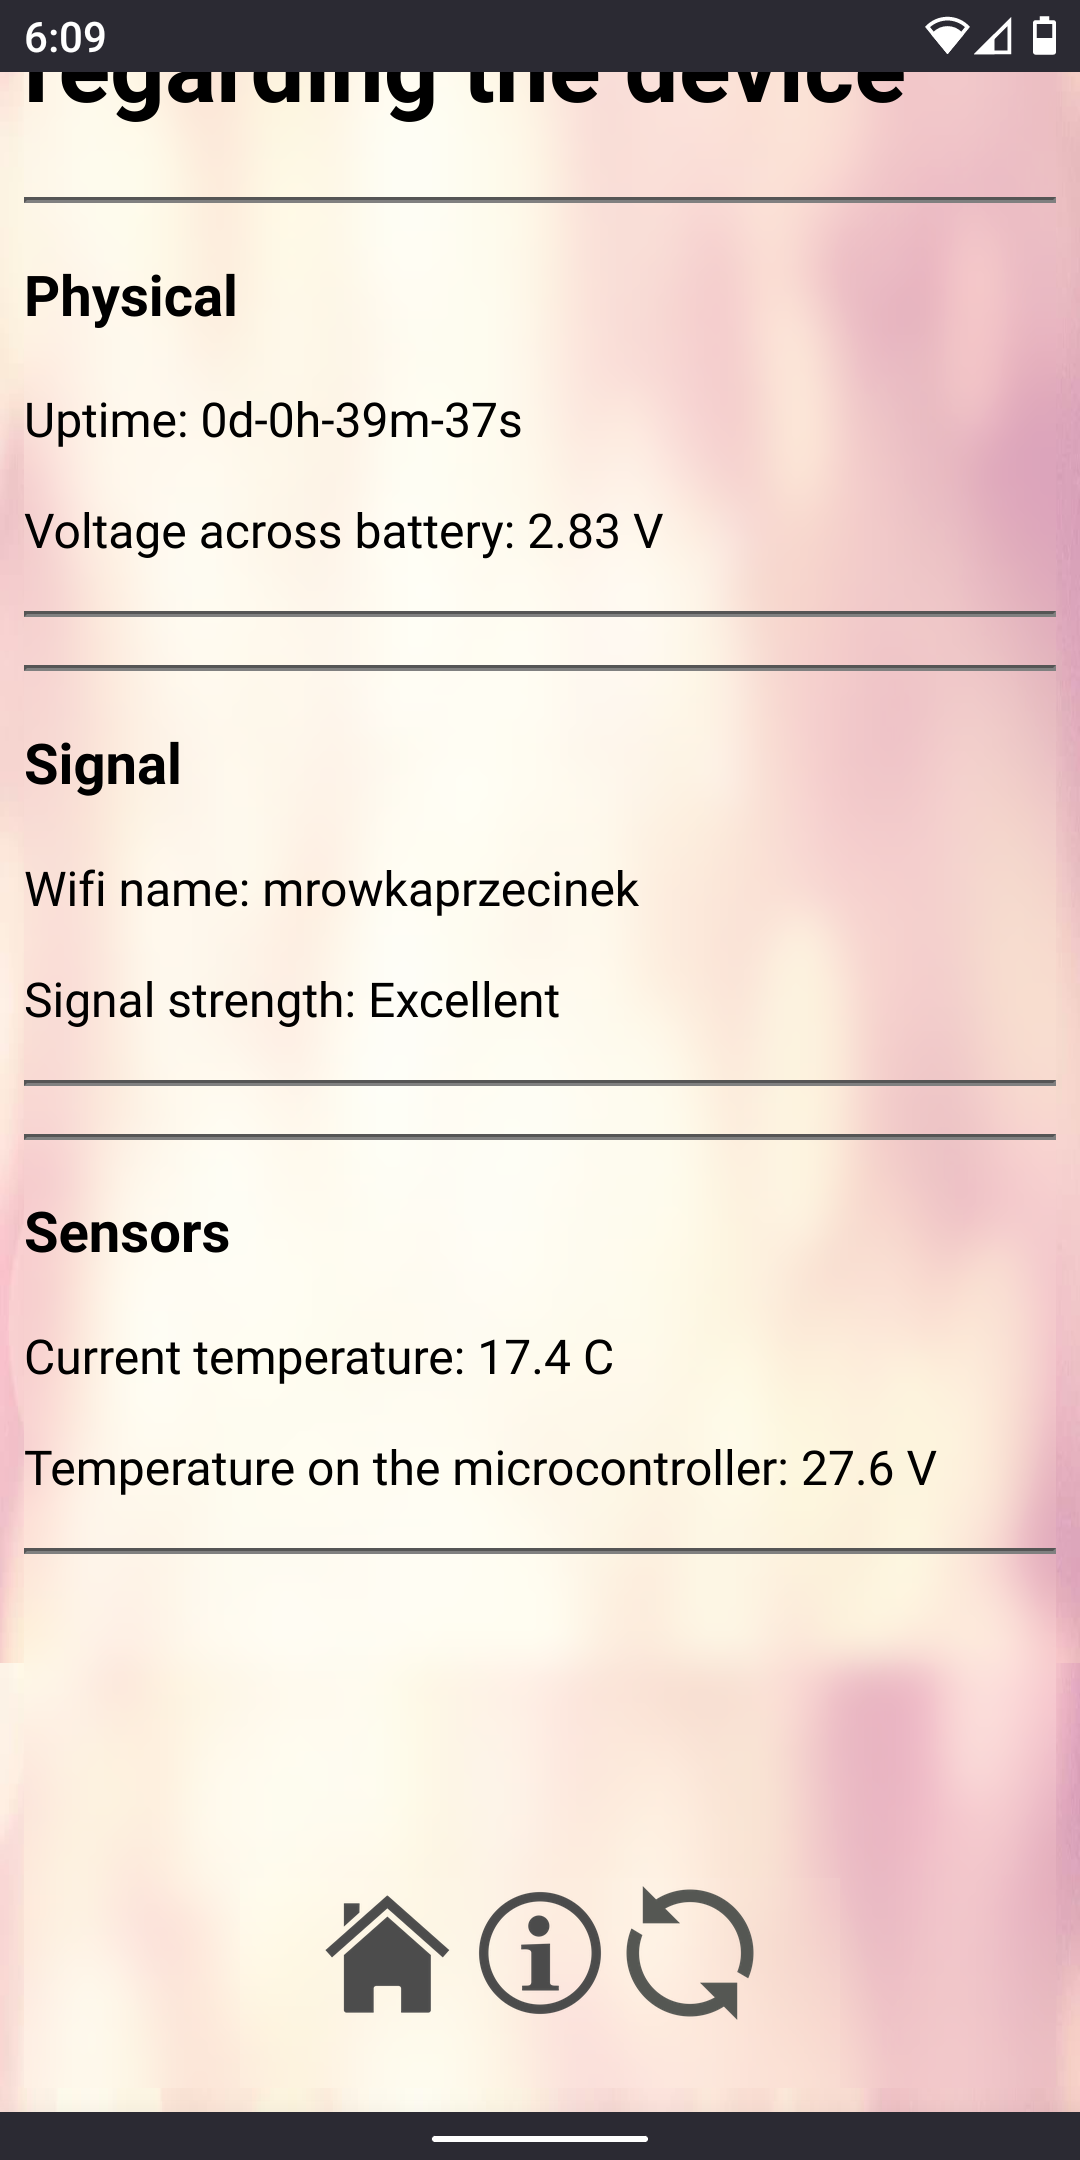 6:09
regarding the device
Physical
Uptime: 0d-0h-39m-37s
Voltage across battery: 2.83 V
Signal
Wifi name: mrowkaprzecinek
Signal strength: Excellent
Sensors
Current temperature: 17.4 C
Temperature on the microcontroller: 27.6 V